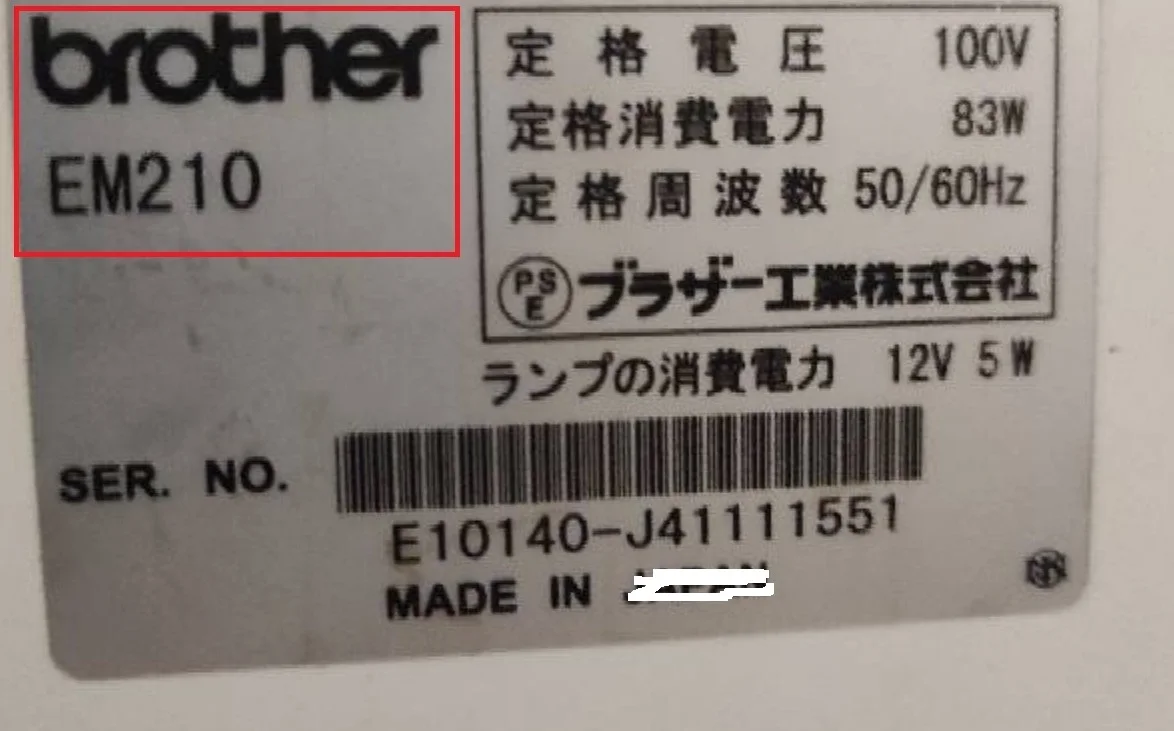 brother
EM210
定格電圧 100V
定格消費電力 83W
定格周波数 50/60Hz
PSE ブラザー工業株式会社
ランプの消費電力 12V 5W
SER. NO.
E10140-J41111551
MADE IN